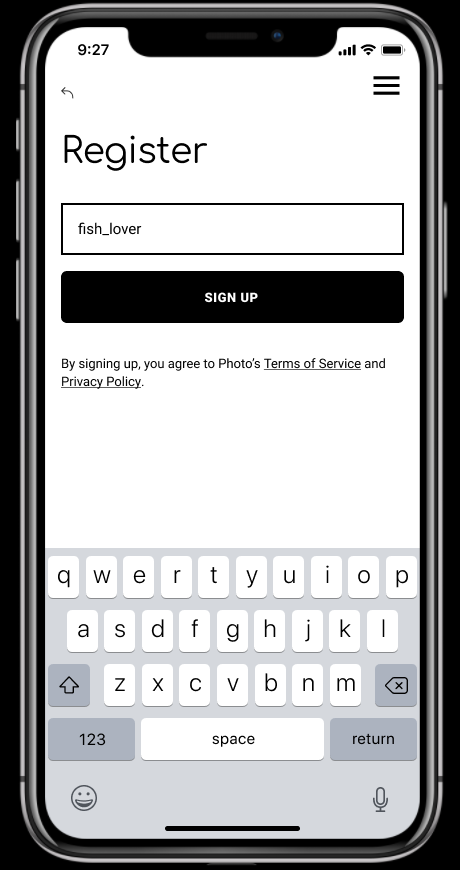 9:27
Register
fish_lover
SIGN UP
By signing up, you agree to Photo's Terms of Service and
Privacy Policy.
q w e r t y u i o p
a s d f g h j k l
z x c v b n m
123 space return